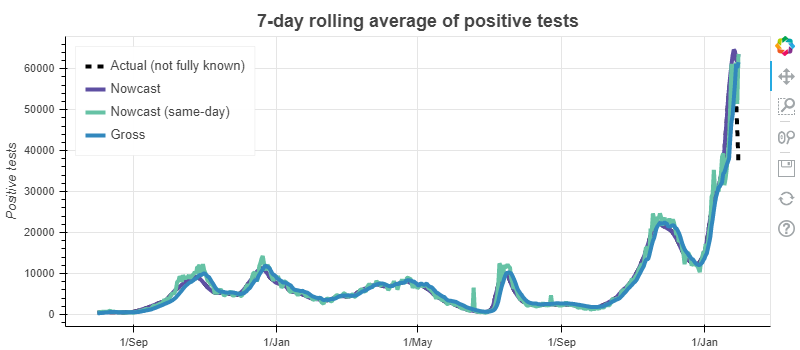 7-day rolling average of positive tests
Actual (not fully known)
Nowcast
Nowcast (same-day)
Gross
Positive tests
60000
50000
40000
30000
20000
10000
0
1/Sep
1/Jan
1/May
1/Sep
1/Jan